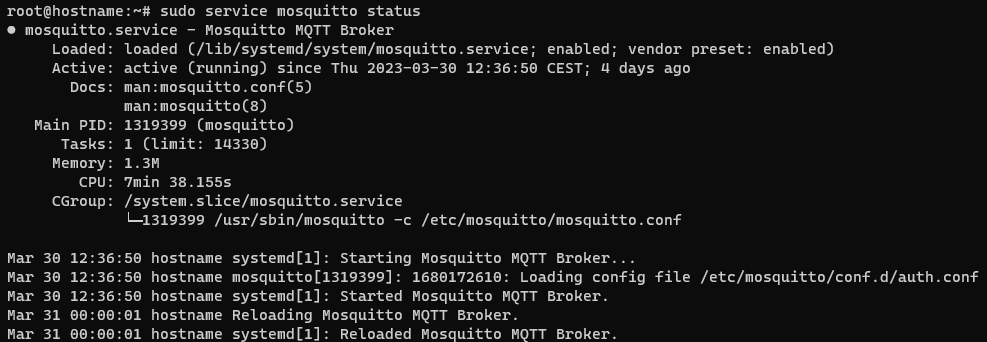 root@hostname:~# sudo service mosquitto status
● mosquitto.service - Mosquitto MQTT Broker
     Loaded: loaded (/lib/systemd/system/mosquitto.service; enabled; vendor preset: enabled)
     Active: active (running) since Thu 2023-03-30 12:36:50 CEST; 4 days ago
       Docs: man:mosquitto.conf(5)
             man:mosquitto(8)
   Main PID: 1319399 (mosquitto)
      Tasks: 1 (limit: 14330)
     Memory: 1.3M
        CPU: 7min 38.155s
     CGroup: /system.slice/mosquitto.service
             └─1319399 /usr/sbin/mosquitto -c /etc/mosquitto/mosquitto.conf

Mar 30 12:36:50 hostname systemd[1]: Starting Mosquitto MQTT Broker...
Mar 30 12:36:50 hostname mosquitto[1319399]: 1680172610: Loading config file /etc/mosquitto/conf.d/auth.conf
Mar 30 12:36:50 hostname systemd[1]: Started Mosquitto MQTT Broker.
Mar 31 00:00:01 hostname Reloading Mosquitto MQTT Broker.
Mar 31 00:00:01 hostname systemd[1]: Reloaded Mosquitto MQTT Broker.